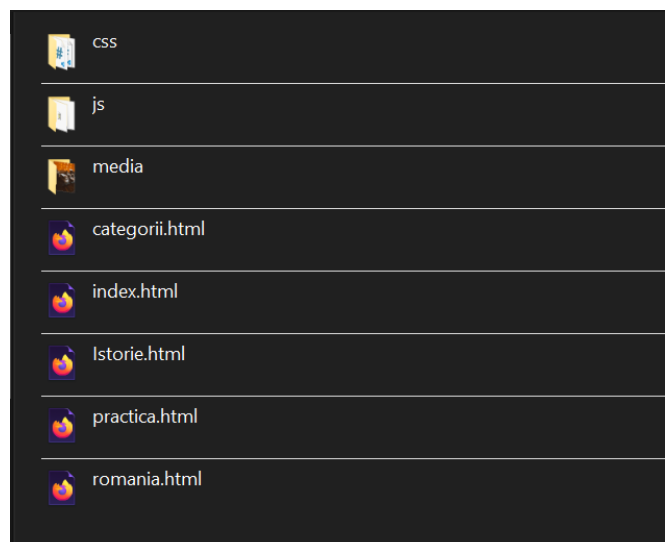 css
js
media
categorii.html
index.html
Istorie.html
practica.html
romania.html